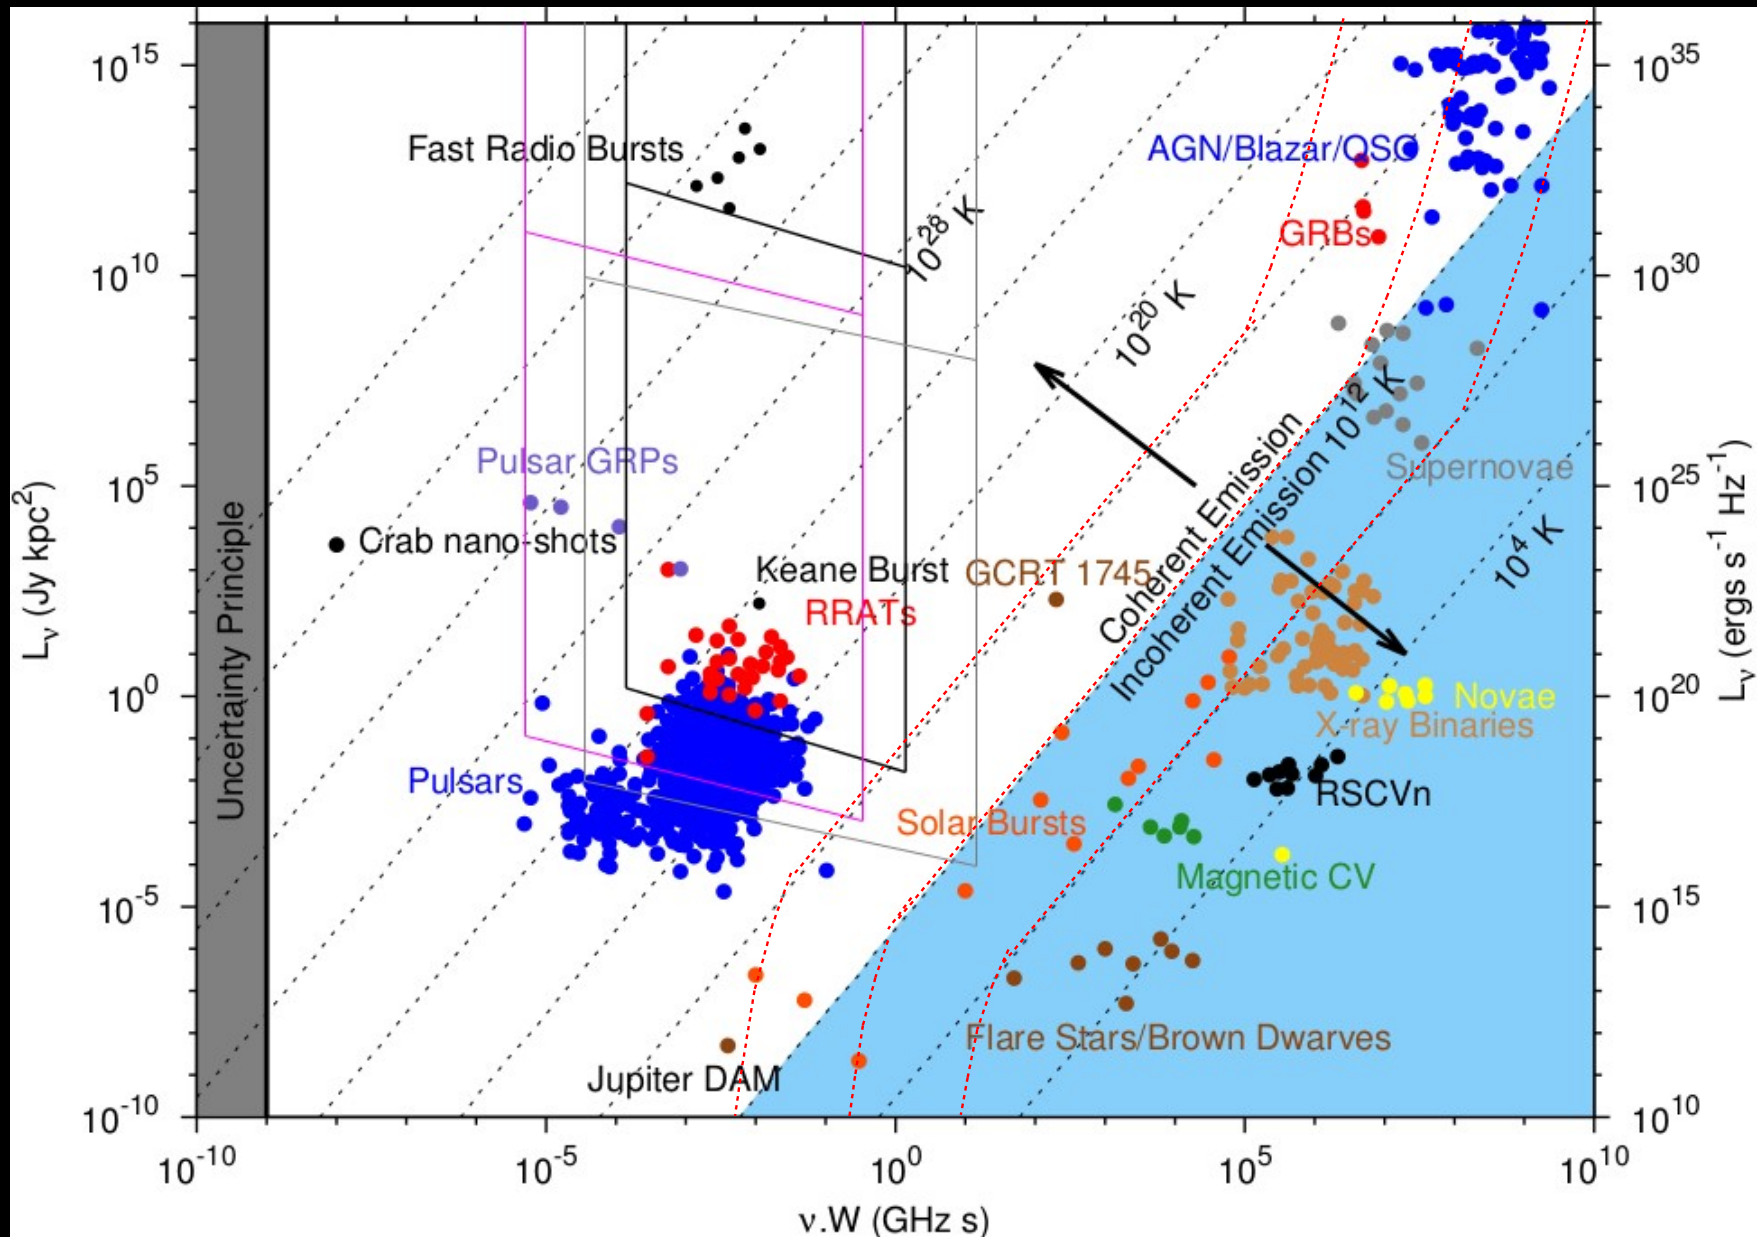 10^15
10^10
10^5
10^0
10^-5
10^-10
L_ν (Jy kpc^2)
10^35
10^30
10^25
10^20
10^15
10^10
L_ν (ergs s^-1 Hz^-1)
10^-10
10^-5
10^0
10^5
10^10
ν.W (GHz s)
Uncertainty Principle
Fast Radio Bursts
AGN/Blazar/QSO
10^28 K
GRBs
10^20 K
10^12 K
Coherent Emission
Incoherent Emission
Pulsar GRPs
Supernovae
10^4 K
Crab nano-shots
Keane Burst
GCRT 1745
RRATs
Novae
X-ray Binaries
Pulsars
RSCVn
Solar Bursts
Magnetic CV
Flare Stars/Brown Dwarves
Jupiter DAM